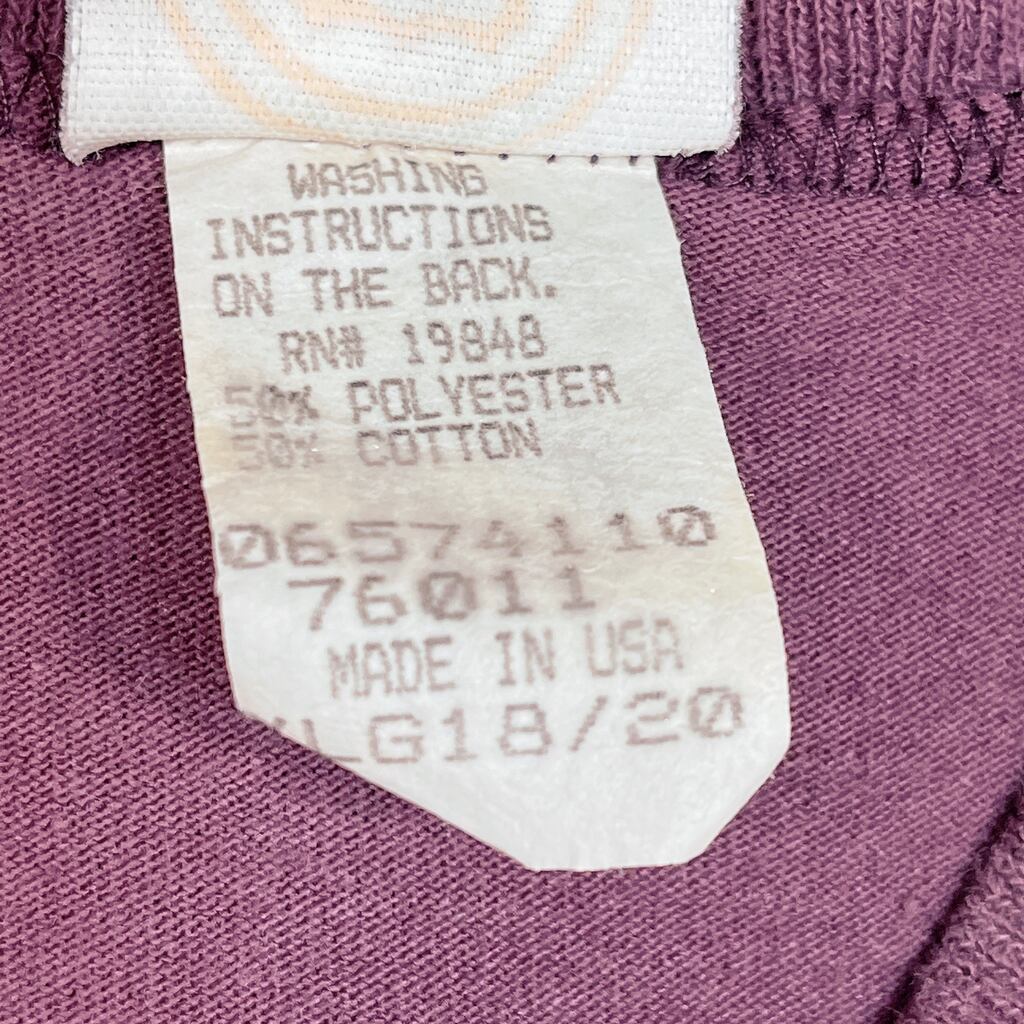 WASHING
INSTRUCTIONS
ON THE BACK.
RN# 19848
50% POLYESTER
50% COTTON
06574110
76011
MADE IN USA
LG18/20